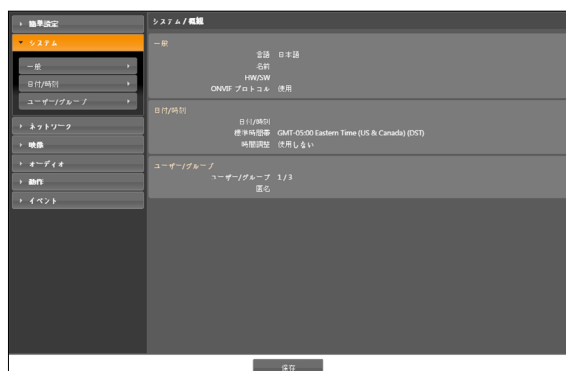 簡単設定
システム
一般
日付/時刻
ユーザー/グループ
ネットワーク
映像
オーディオ
動作
イベント
システム / 概観
一般
言語 日本語
名前
HW/SW
ONVIF プロトコル 使用
日付/時刻
日付/時刻
標準時間帯 GMT-05:00 Eastern Time (US & Canada) (DST)
時間調整 使用しない
ユーザー/グループ
ユーザー/グループ 1 / 3
匿名
保存